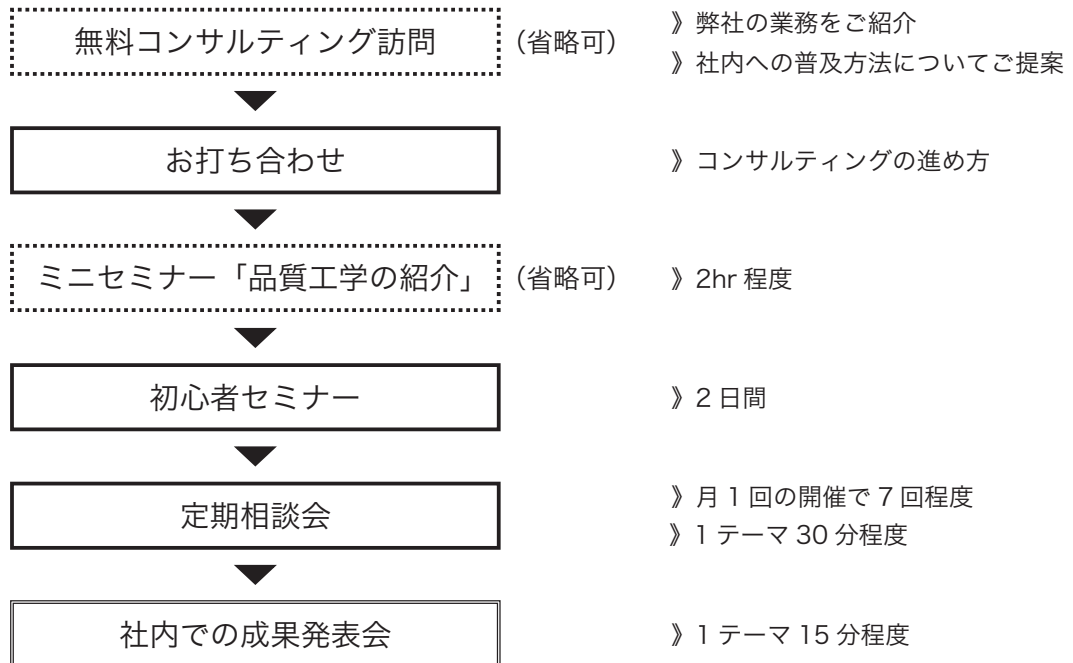 無料コンサルティング訪問 (省略可) 》弊社の業務をご紹介
》社内への普及方法についてご提案
お打ち合わせ 》コンサルティングの進め方
ミニセミナー「品質工学の紹介」 (省略可) 》2hr 程度
初心者セミナー 》2 日間
定期相談会 》月 1 回の開催で 7 回程度
》1 テーマ 30 分程度
社内での成果発表会 》1 テーマ 15 分程度